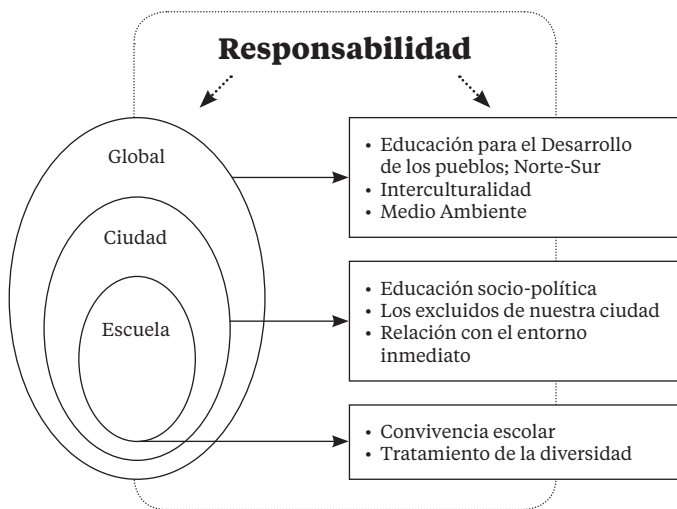 Responsabilidad
Global
Ciudad
Escuela
• Educación para el Desarrollo
de los pueblos; Norte-Sur
• Interculturalidad
• Medio Ambiente
• Educación socio-política
• Los excluidos de nuestra ciudad
• Relación con el entorno
inmediato
• Convivencia escolar
• Tratamiento de la diversidad